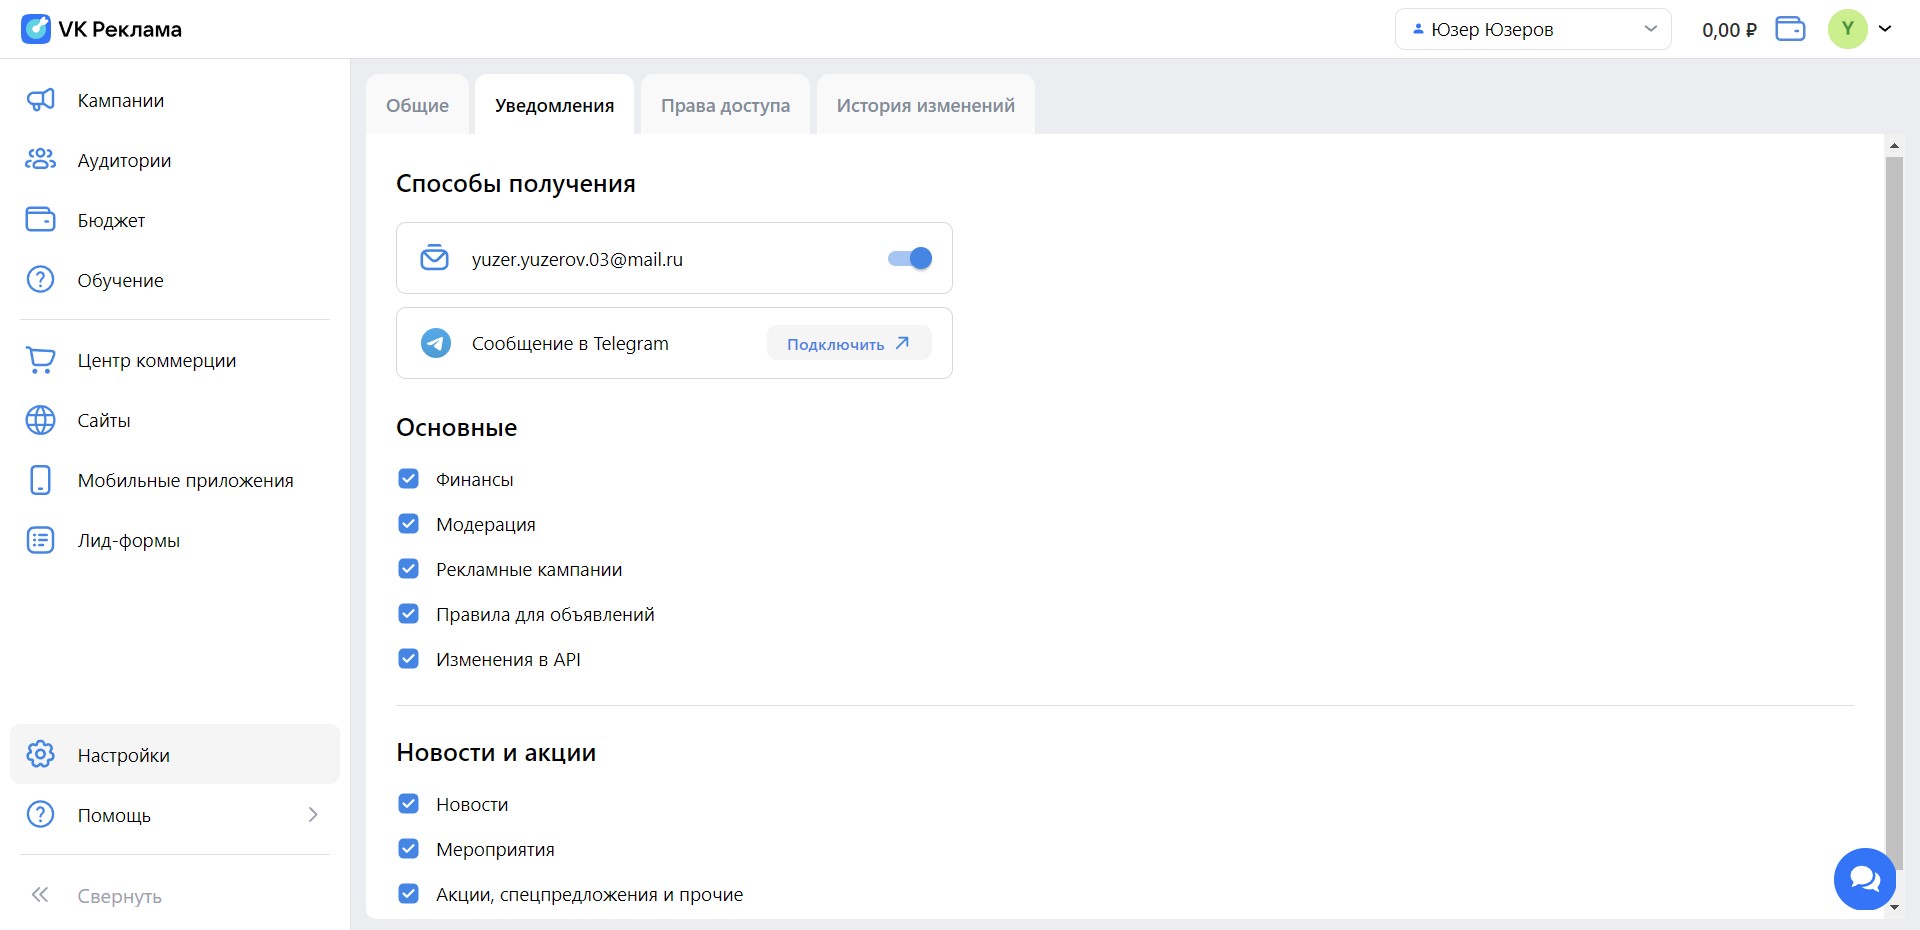 VK Реклама
Юзер Юзеров
0,00 ₽
Y
Кампании
Аудитории
Бюджет
Обучение
Центр коммерции
Сайты
Мобильные приложения
Лид-формы
Настройки
Помощь
Свернуть
Общие
Уведомления
Права доступа
История изменений
Способы получения
yuzer.yuzerov.03@mail.ru
Сообщение в Telegram
Подключить
Основные
Финансы
Модерация
Рекламные кампании
Правила для объявлений
Изменения в API
Новости и акции
Новости
Мероприятия
Акции, спецпредложения и прочие